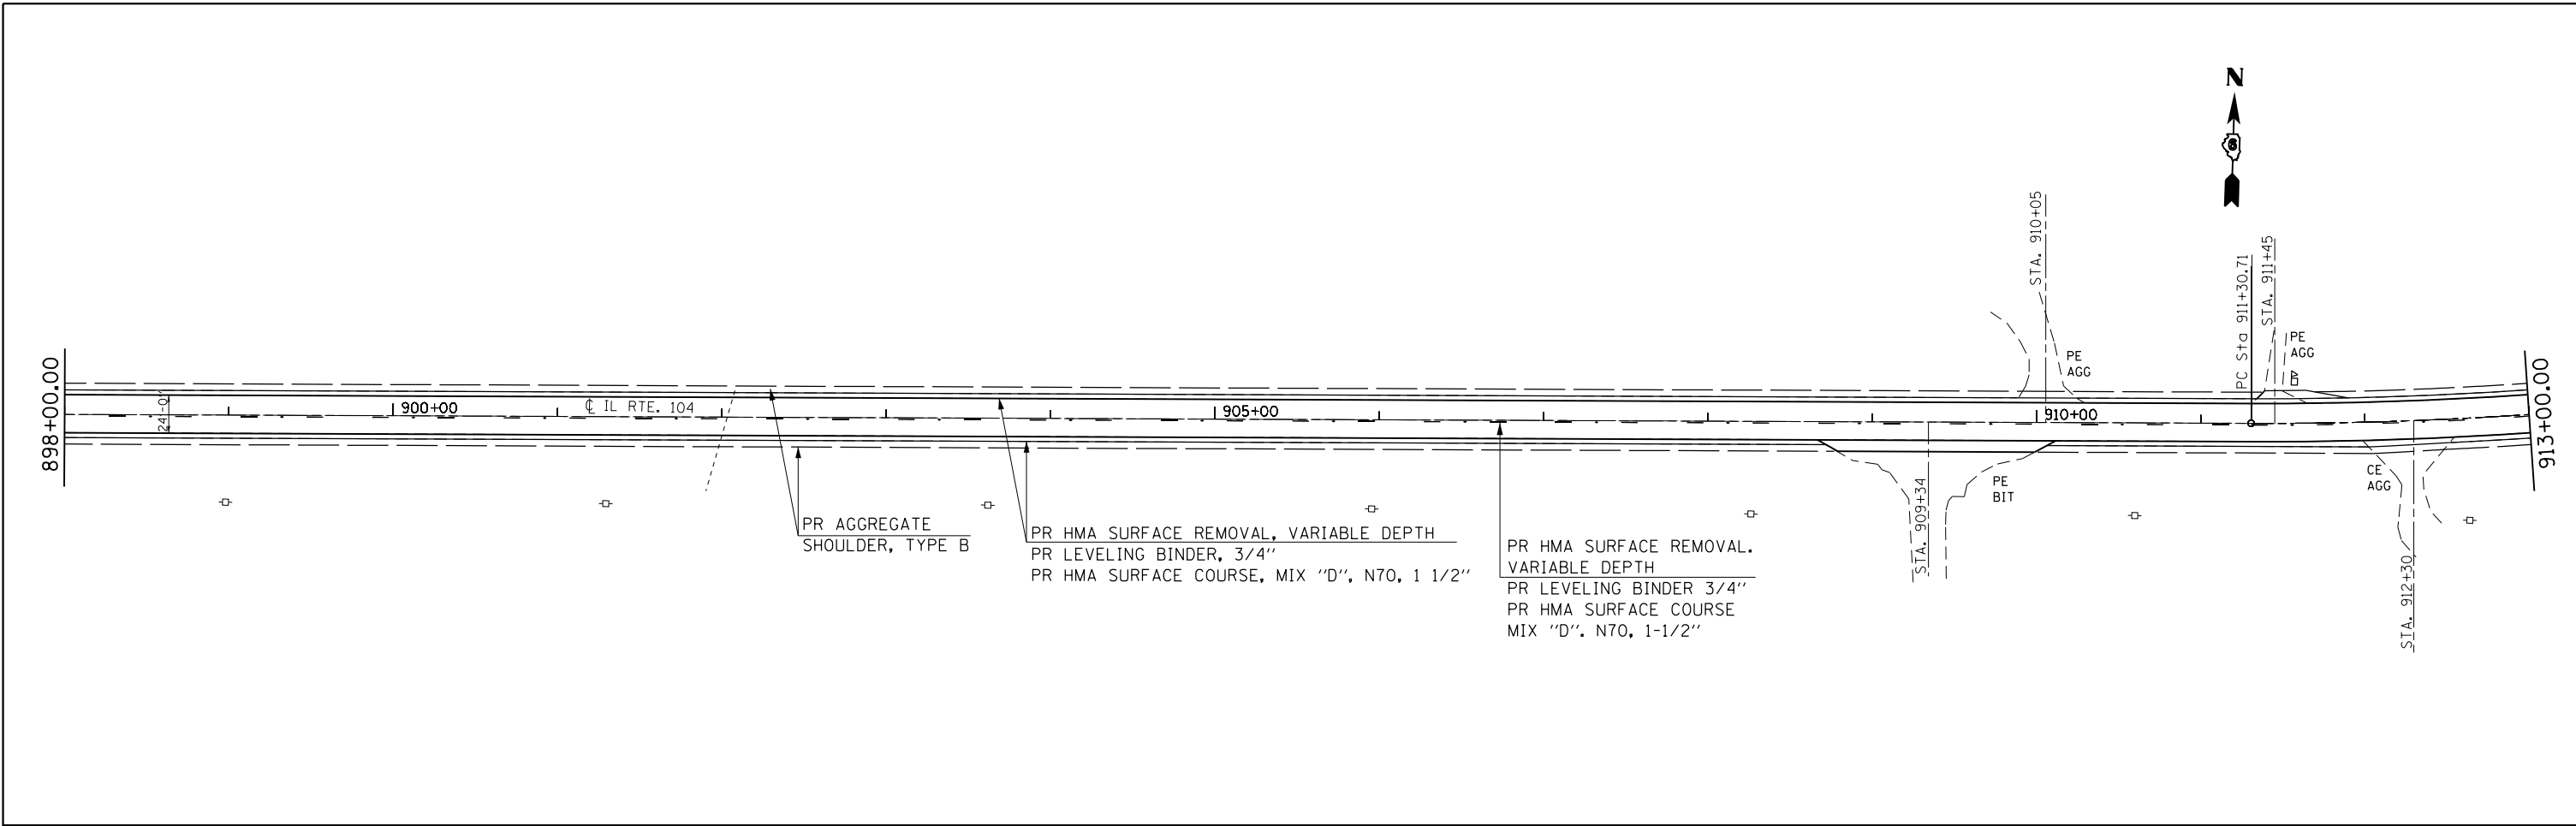 N
6
898+00.00
24'-0"
900+00
℄ IL RTE. 104
905+00
910+00
913+00.00
STA. 910+05
PE
AGG
PC Sta 911+30.71
STA. 911+45
PE
AGG
PR AGGREGATE
SHOULDER, TYPE B
PR HMA SURFACE REMOVAL, VARIABLE DEPTH
PR LEVELING BINDER, 3/4"
PR HMA SURFACE COURSE, MIX "D", N70, 1 1/2"
PR HMA SURFACE REMOVAL.
VARIABLE DEPTH
PR LEVELING BINDER 3/4"
PR HMA SURFACE COURSE
MIX "D". N70, 1-1/2"
STA. 909+34
PE
BIT
CE
AGG
STA. 912+30